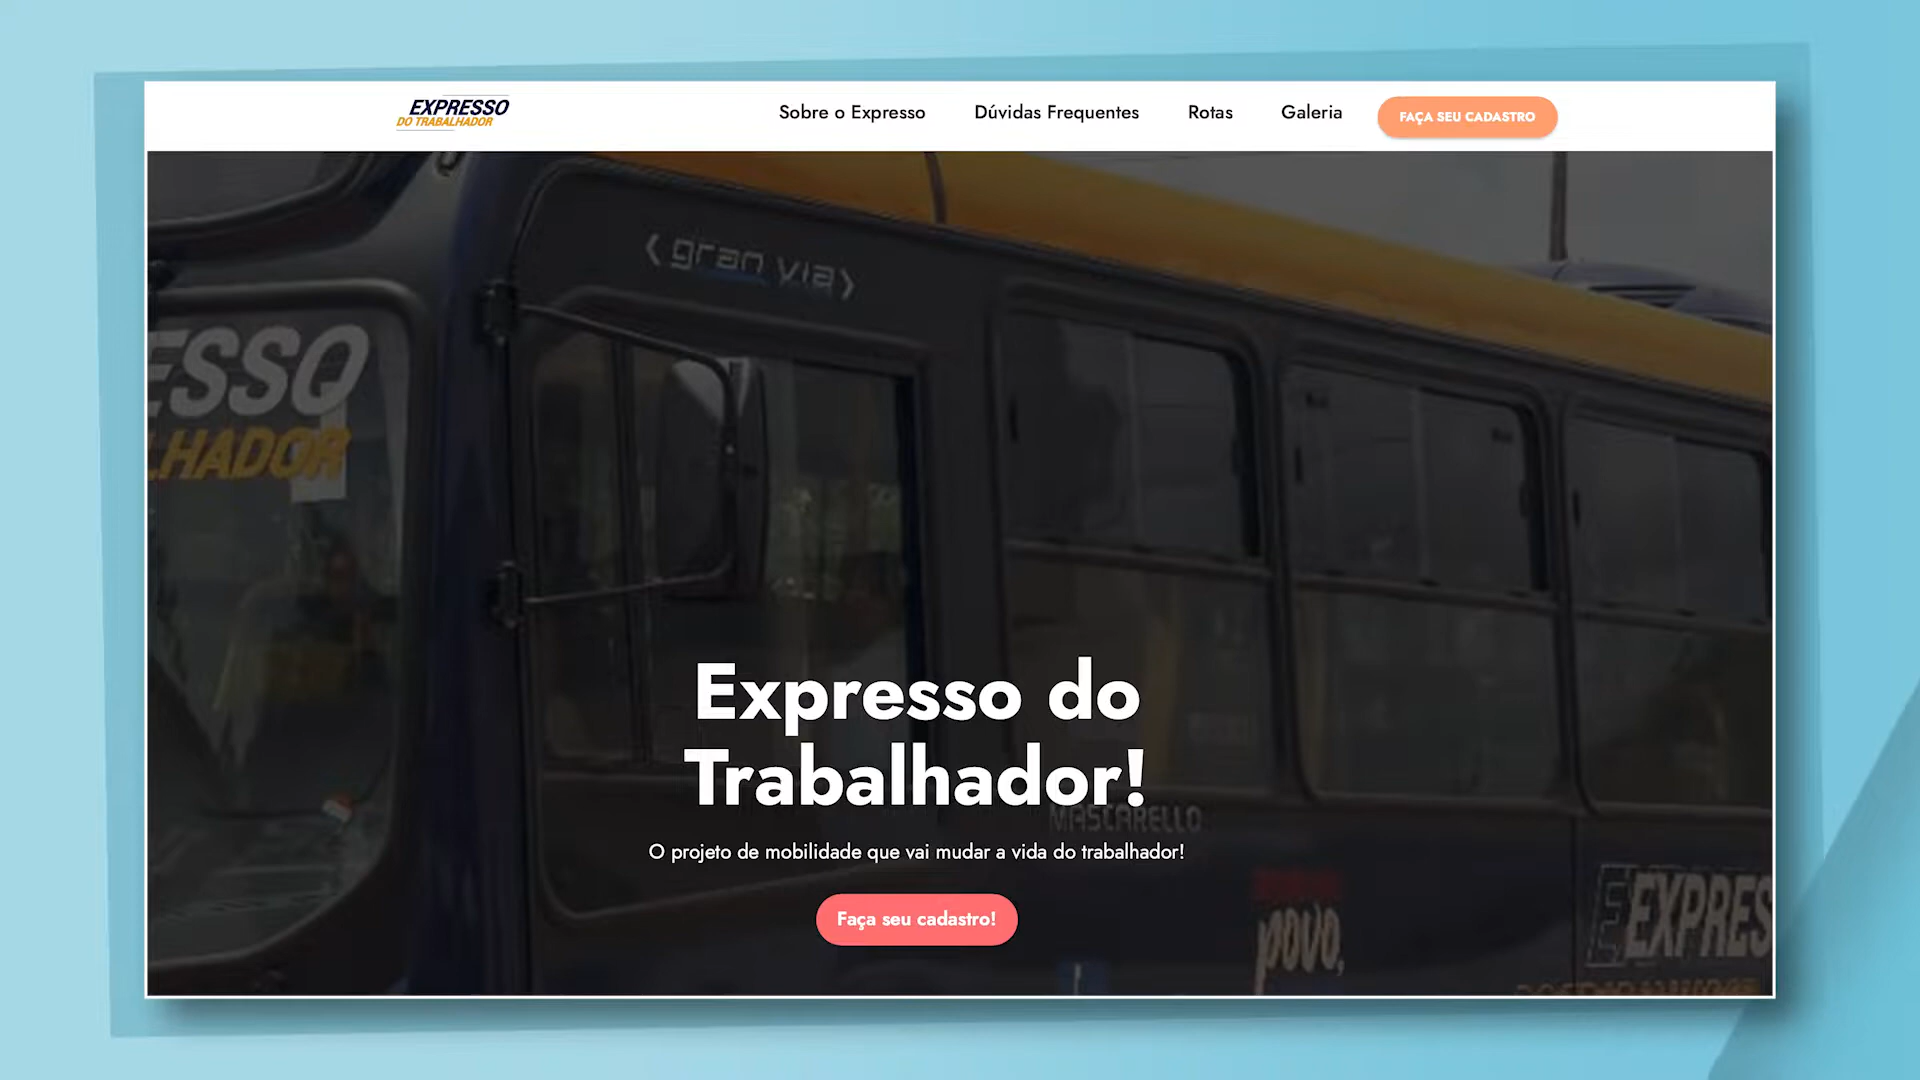 EXPRESSO
DO TRABALHADOR
Sobre o Expresso
Dúvidas Frequentes
Rotas
Galeria
FAÇA SEU CADASTRO
‹ gran via ›
ESSO
LHADOR
Expresso do
Trabalhador!
MASCARELLO
O projeto de mobilidade que vai mudar a vida do trabalhador!
Faça seu cadastro!
povo,
EXPRES